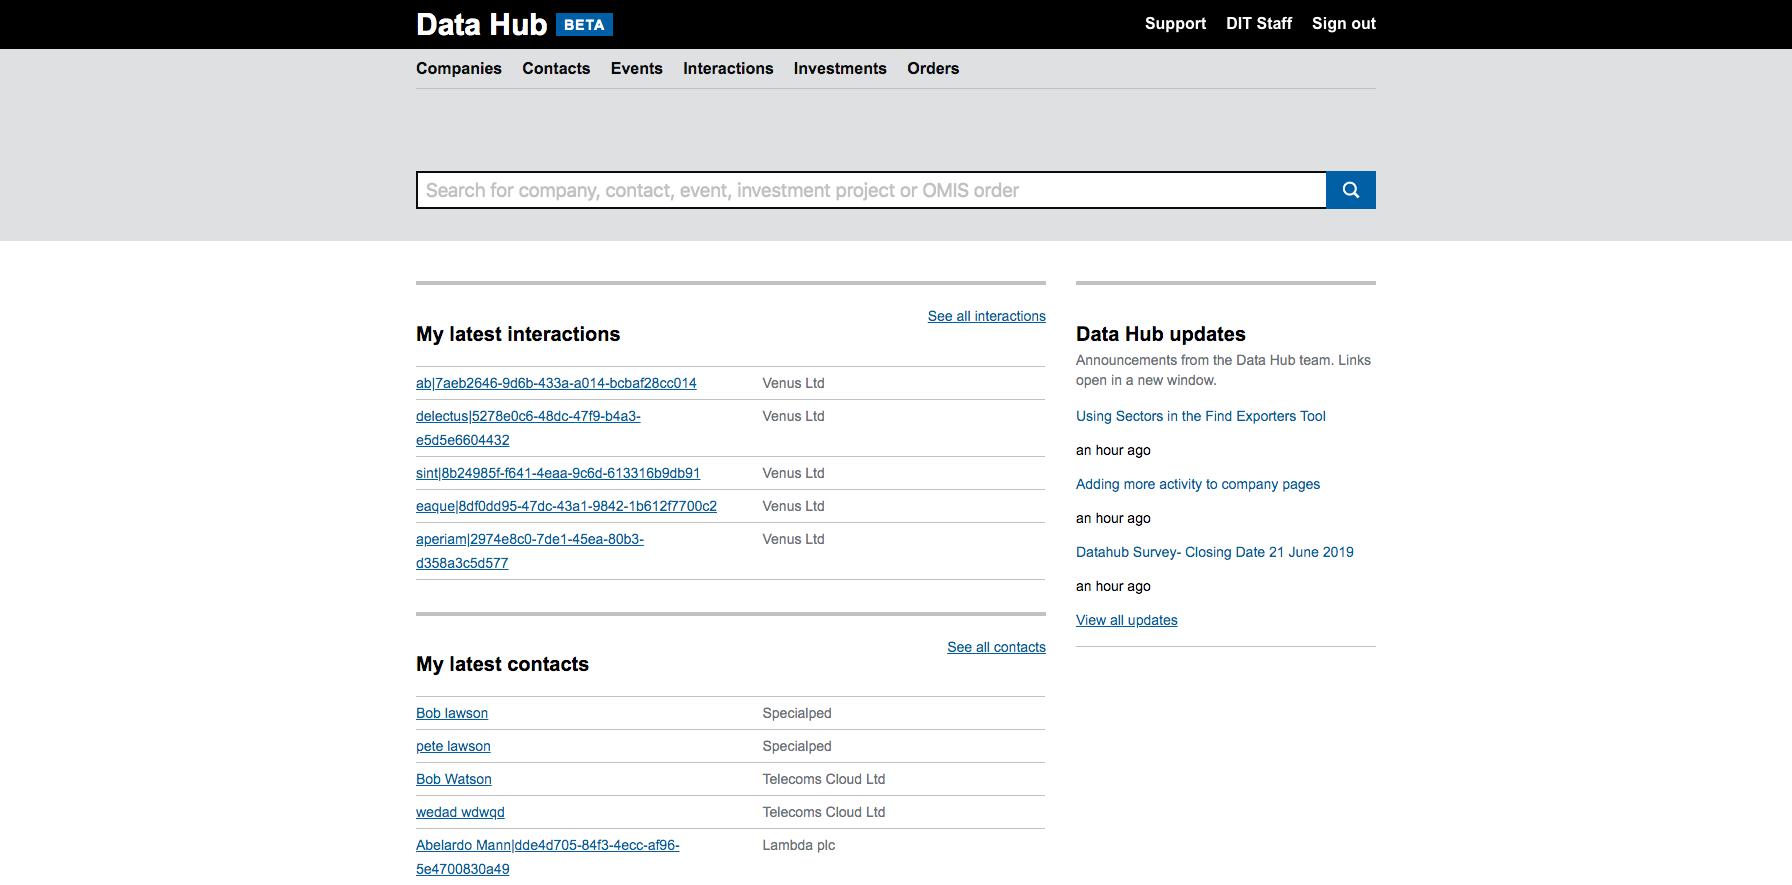 Data Hub BETA
Support DIT Staff Sign out
Companies Contacts Events Interactions Investments Orders
Search for company, contact, event, investment project or OMIS order
See all interactions
My latest interactions
ab|7aeb2646-9d6b-433a-a014-bcbaf28cc014 Venus Ltd
delectus|5278e0c6-48dc-47f9-b4a3- Venus Ltd
e5d5e6604432
sint|8b24985f-f641-4eaa-9c6d-613316b9db91 Venus Ltd
eaque|8df0dd95-47dc-43a1-9842-1b612f7700c2 Venus Ltd
aperiam|2974e8c0-7de1-45ea-80b3- Venus Ltd
d358a3c5d577
See all contacts
My latest contacts
Bob lawson Specialped
pete lawson Specialped
Bob Watson Telecoms Cloud Ltd
wedad wdwqd Telecoms Cloud Ltd
Abelardo Mann|dde4d705-84f3-4ecc-af96- Lambda plc
5e4700830a49
Data Hub updates
Announcements from the Data Hub team. Links
open in a new window.
Using Sectors in the Find Exporters Tool
an hour ago
Adding more activity to company pages
an hour ago
Datahub Survey- Closing Date 21 June 2019
an hour ago
View all updates